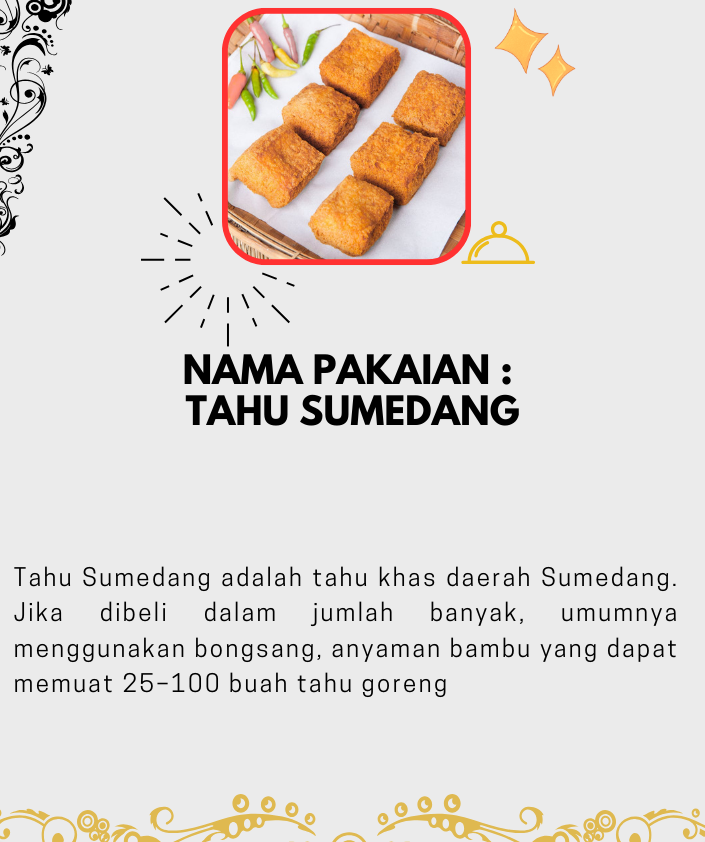 NAMA PAKAIAN :
TAHU SUMEDANG
Tahu Sumedang adalah tahu khas daerah Sumedang.
Jika dibeli dalam jumlah banyak, umumnya
menggunakan bongsang, anyaman bambu yang dapat
memuat 25–100 buah tahu goreng